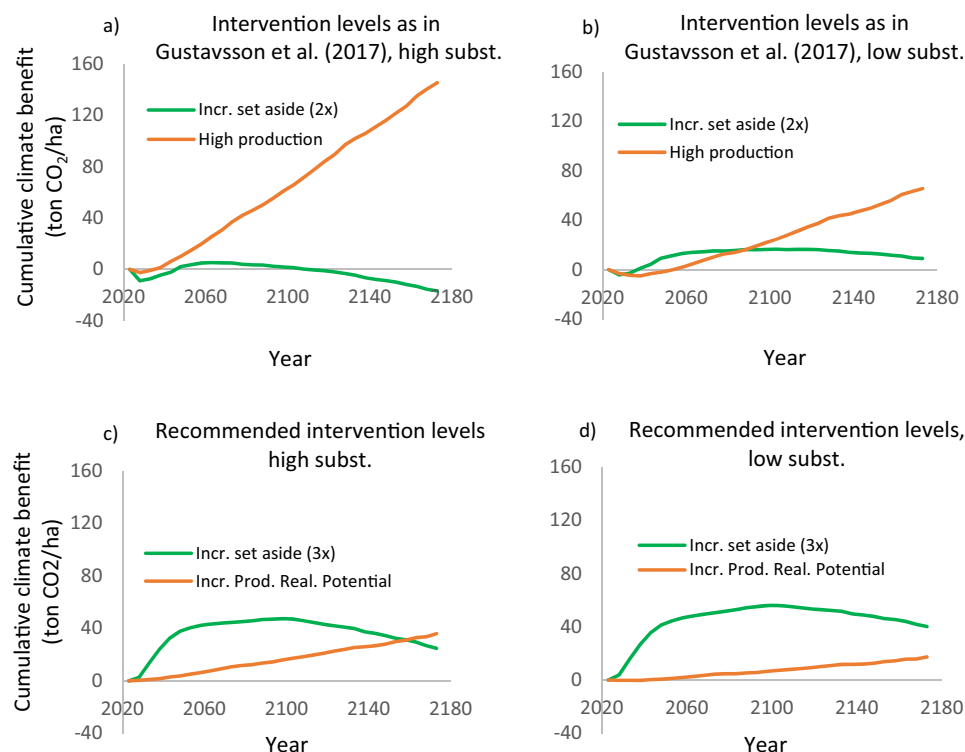 a) Intervention levels as in
Gustavsson et al. (2017), high subst.
160
120
80
40
0
-40
Cumulative climate benefit
(ton CO₂/ha)
Incr. set aside (2x)
High production
2020 2060 2100 2140 2180
Year
b) Intervention levels as in
Gustavsson et al. (2017), low subst.
160
120
80
40
0
-40
Incr. set aside (2x)
High production
2020 2060 2100 2140 2180
Year
c) Recommended intervention levels
high subst.
160
120
80
40
0
-40
Cumulative climate benefit
(ton CO2/ha)
Incr. set aside (3x)
Incr. Prod. Real. Potential
2020 2060 2100 2140 2180
Year
d) Recommended intervention levels,
low subst.
160
120
80
40
0
-40
Incr. set aside (3x)
Incr. Prod. Real. Potential
2020 2060 2100 2140 2180
Year